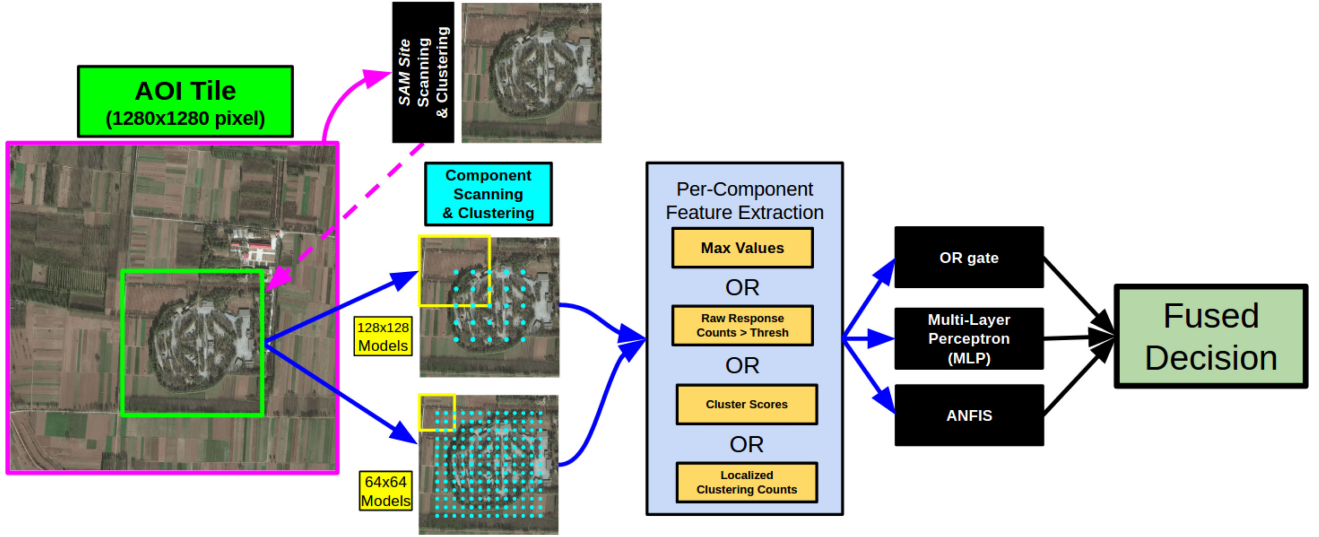 AOI Tile
(1280x1280 pixel)
SAM Site
Scanning
& Clustering
Component
Scanning
& Clustering
128x128
Models
64x64
Models
Per-Component
Feature Extraction
Max Values
OR
Raw Response
Counts > Thresh
OR
Cluster Scores
OR
Localized
Clustering Counts
OR gate
Multi-Layer
Perceptron
(MLP)
ANFIS
Fused
Decision